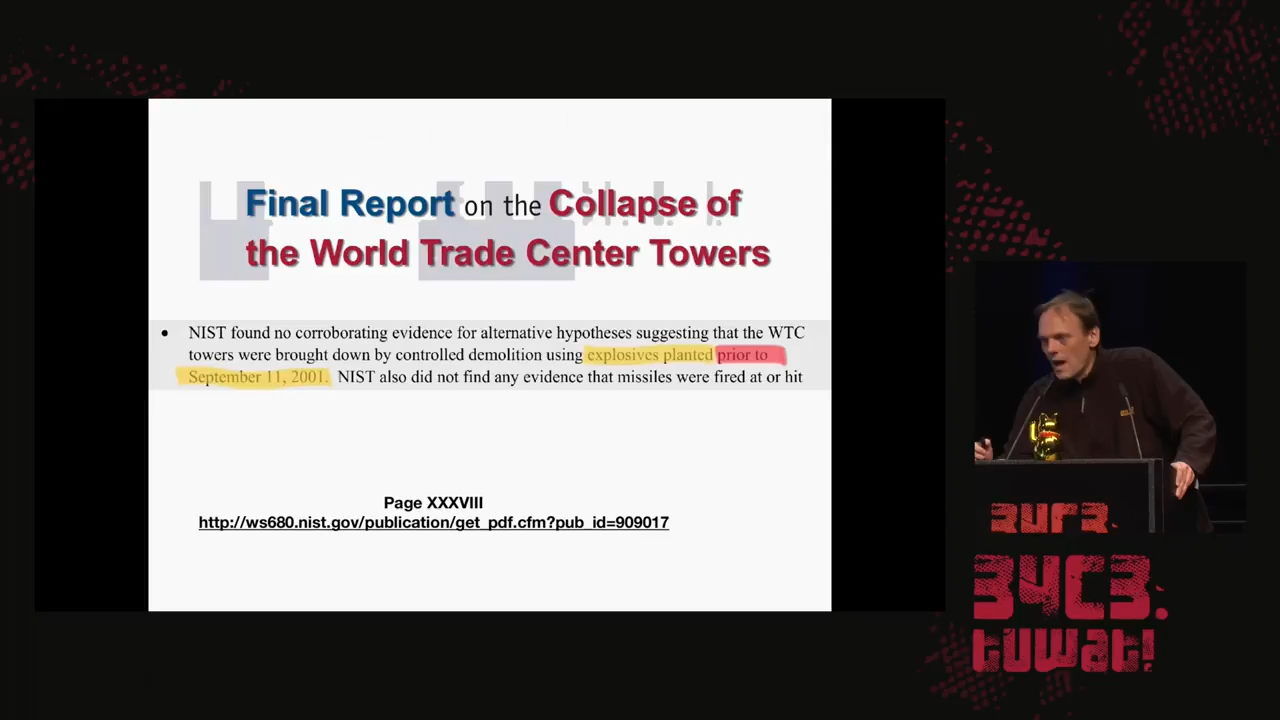 Final Report on the Collapse of
the World Trade Center Towers
• NIST found no corroborating evidence for alternative hypotheses suggesting that the WTC
towers were brought down by controlled demolition using explosives planted prior to
September 11, 2001. NIST also did not find any evidence that missiles were fired at or hit
Page XXXVIII
http://ws680.nist.gov/publication/get_pdf.cfm?pub_id=909017
34C3.
34C3.
tuwat!